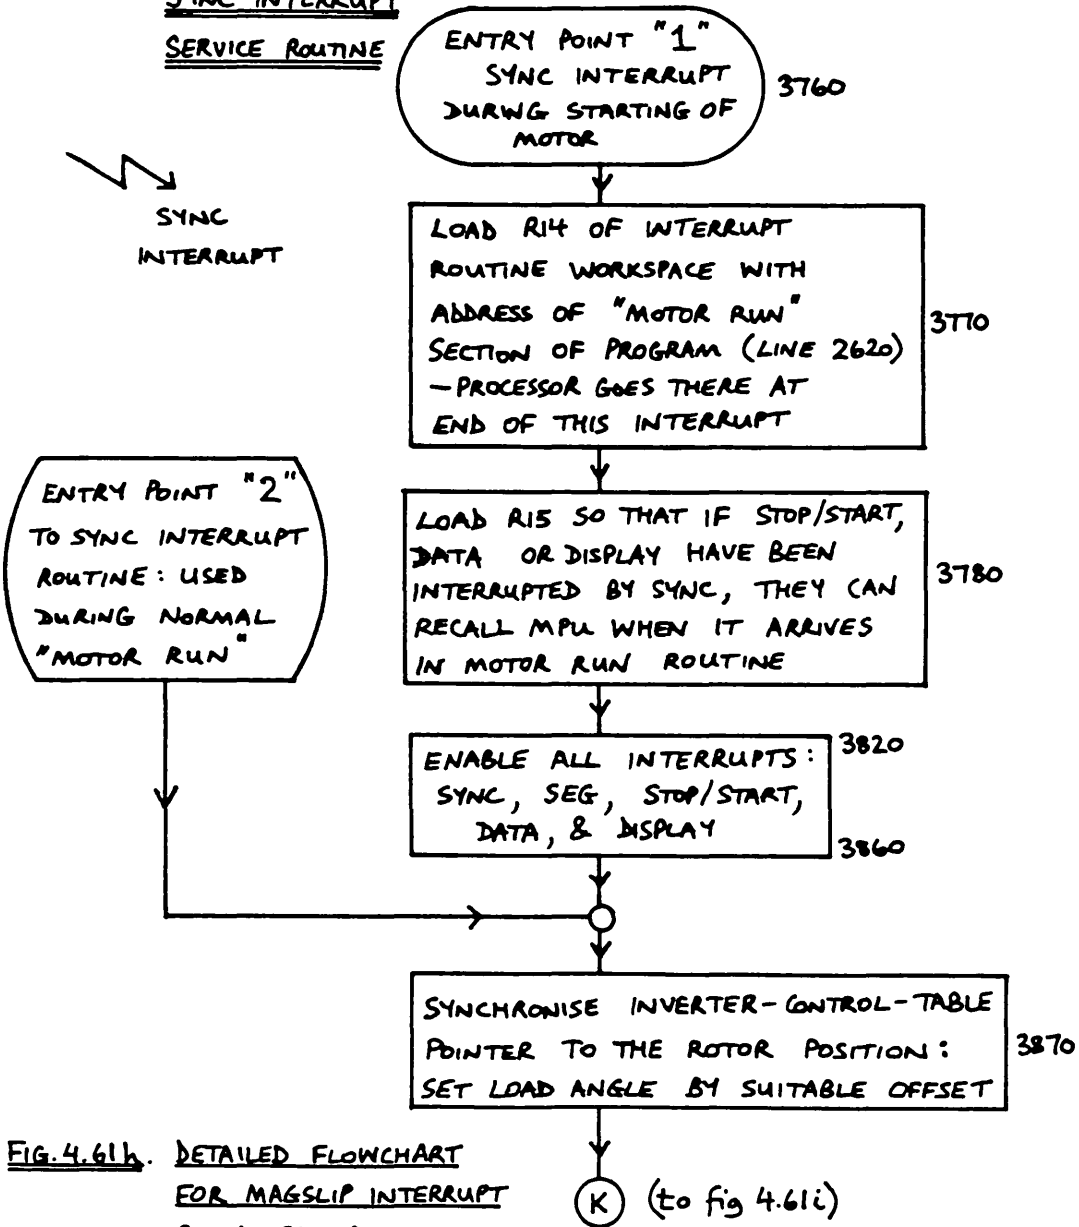 SYNC INTERRUPT
SERVICE ROUTINE
ENTRY POINT "1"
SYNC INTERRUPT
DURING STARTING OF
MOTOR
3760
SYNC
INTERRUPT
LOAD R14 OF INTERRUPT
ROUTINE WORKSPACE WITH
ADDRESS OF "MOTOR RUN"
SECTION OF PROGRAM (LINE 2620)
- PROCESSOR GOES THERE AT
END OF THIS INTERRUPT
3770
ENTRY POINT "2"
TO SYNC INTERRUPT
ROUTINE: USED
DURING NORMAL
"MOTOR RUN"
LOAD R15 SO THAT IF STOP/START,
DATA OR DISPLAY HAVE BEEN
INTERRUPTED BY SYNC, THEY CAN
RECALL MPU WHEN IT ARRIVES
IN MOTOR RUN ROUTINE
3780
ENABLE ALL INTERRUPTS:
SYNC, SEG, STOP/START,
DATA, & DISPLAY
3820
3860
SYNCHRONISE INVERTER-CONTROL-TABLE
POINTER TO THE ROTOR POSITION:
SET LOAD ANGLE BY SUITABLE OFFSET
3870
FIG. 4.61h. DETAILED FLOWCHART
FOR MAGSLIP INTERRUPT
K (to fig 4.61i)